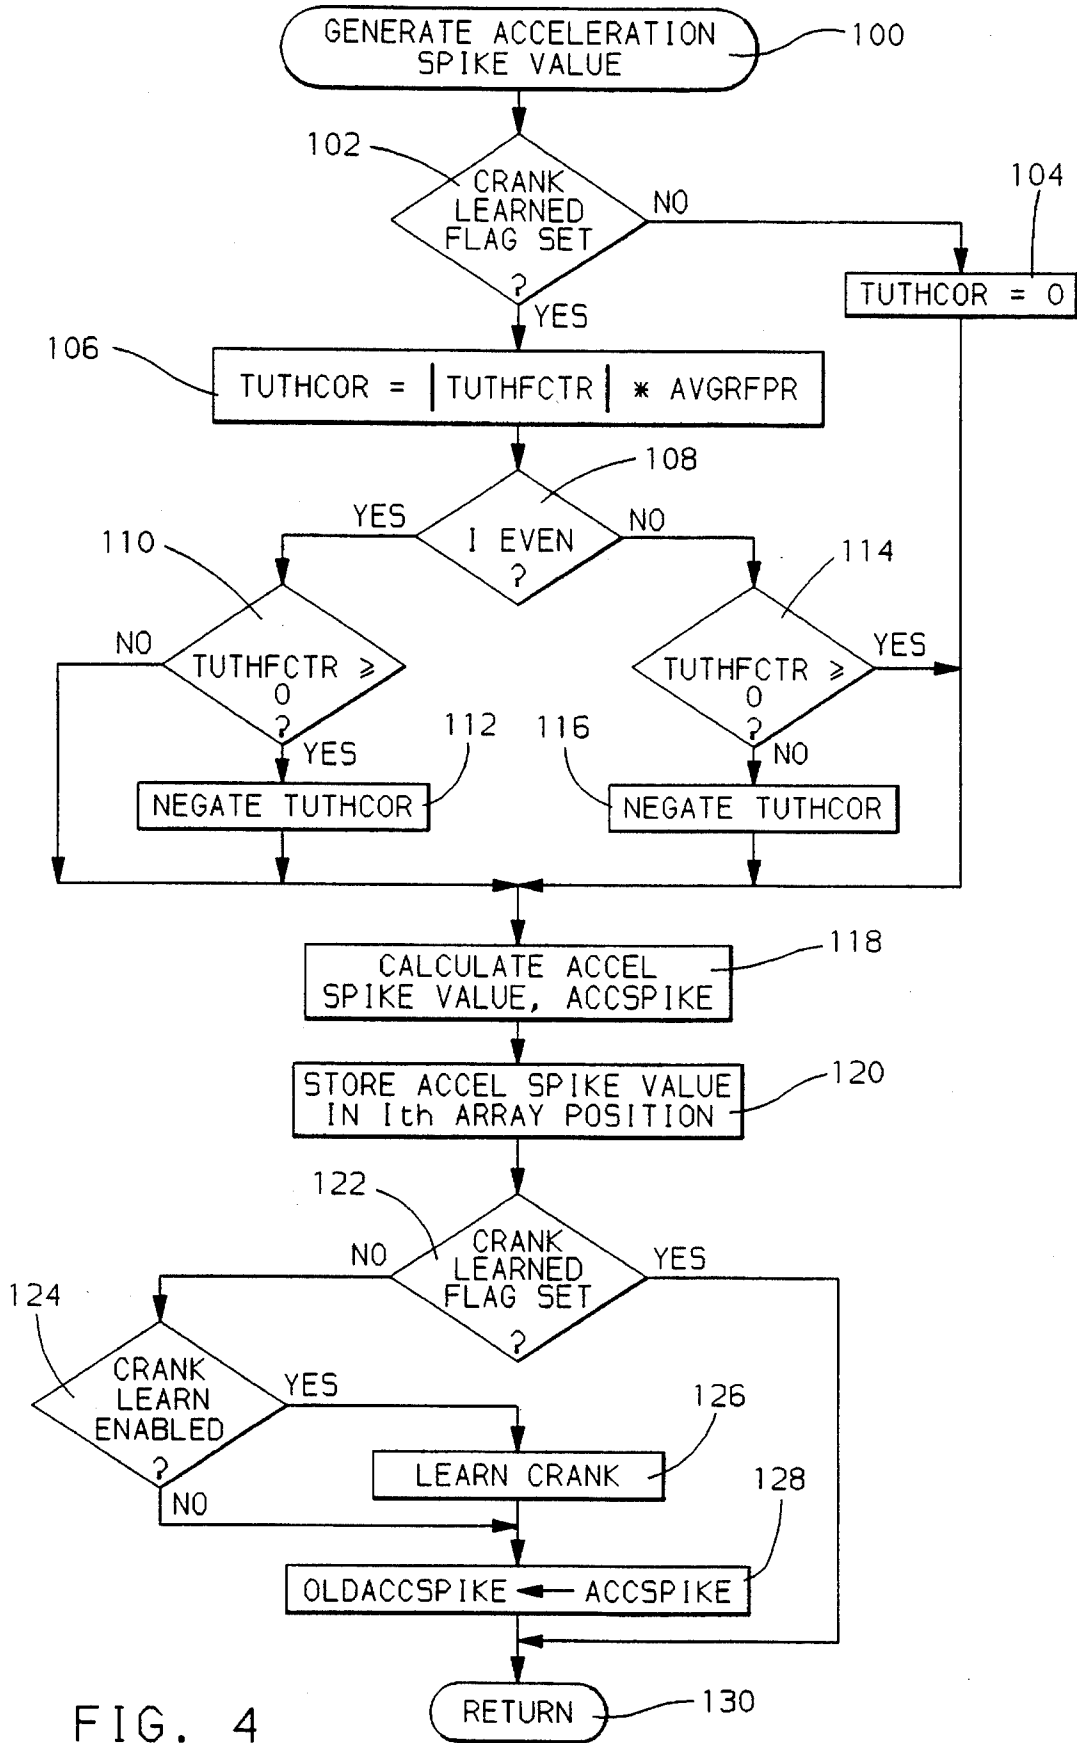 GENERATE ACCELERATION
SPIKE VALUE
100
102
CRANK
LEARNED
FLAG SET
?
NO
YES
104
TUTHCOR = 0
106
TUTHCOR = |TUTHFCTR| * AVGRFPR
108
YES
I EVEN
?
NO
110
NO
TUTHFCTR ⩾
0
?
YES
114
TUTHFCTR ⩾
0
?
YES
NO
112
NEGATE TUTHCOR
116
NEGATE TUTHCOR
118
CALCULATE ACCEL
SPIKE VALUE, ACCSPIKE
120
STORE ACCEL SPIKE VALUE
IN Ith ARRAY POSITION
122
NO
CRANK
LEARNED
FLAG SET
?
YES
124
CRANK
LEARN
ENABLED
?
YES
NO
126
LEARN CRANK
128
OLDACCSPIKE ← ACCSPIKE
RETURN
130
FIG. 4